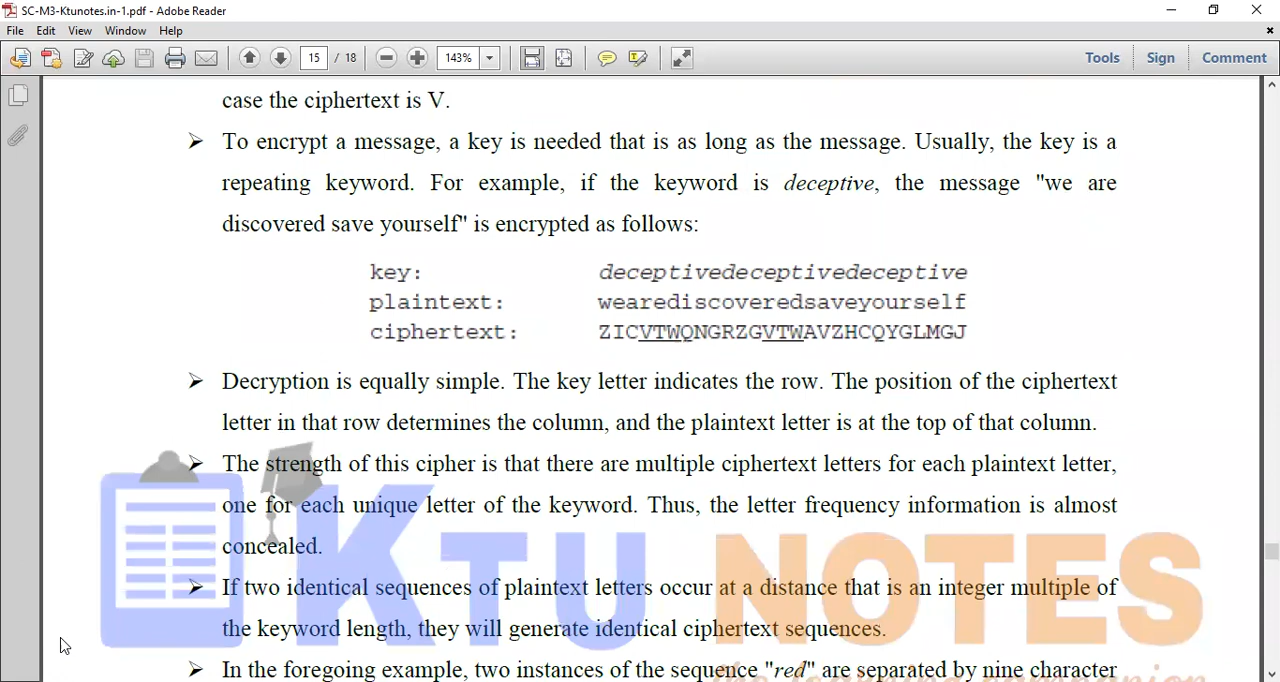 SC-M3-Ktunotes.in-1.pdf - Adobe Reader
File Edit View Window Help
15 / 18 143% Tools Sign Comment
case the ciphertext is V.
➢ To encrypt a message, a key is needed that is as long as the message. Usually, the key is a
repeating keyword. For example, if the keyword is deceptive, the message "we are
discovered save yourself" is encrypted as follows:
key: deceptivedeceptivedeceptive
plaintext: wearediscoveredsaveyourself
ciphertext: ZICVTWQNGRZGVTWAVZHCQYGLMGJ
➢ Decryption is equally simple. The key letter indicates the row. The position of the ciphertext
letter in that row determines the column, and the plaintext letter is at the top of that column.
➢ The strength of this cipher is that there are multiple ciphertext letters for each plaintext letter,
one for each unique letter of the keyword. Thus, the letter frequency information is almost
concealed.
KTU NOTES
➢ If two identical sequences of plaintext letters occur at a distance that is an integer multiple of
the keyword length, they will generate identical ciphertext sequences.
➢ In the foregoing example, two instances of the sequence "red" are separated by nine character